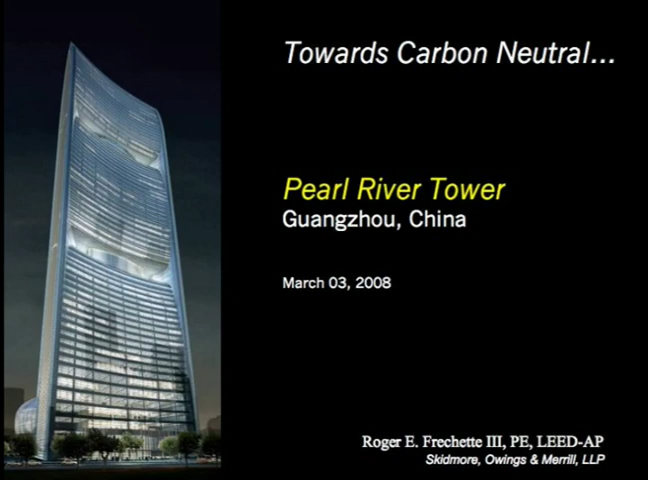 Towards Carbon Neutral...
Pearl River Tower
Guangzhou, China
March 03, 2008
Roger E. Frechette III, PE, LEED-AP
Skidmore, Owings & Merrill, LLP